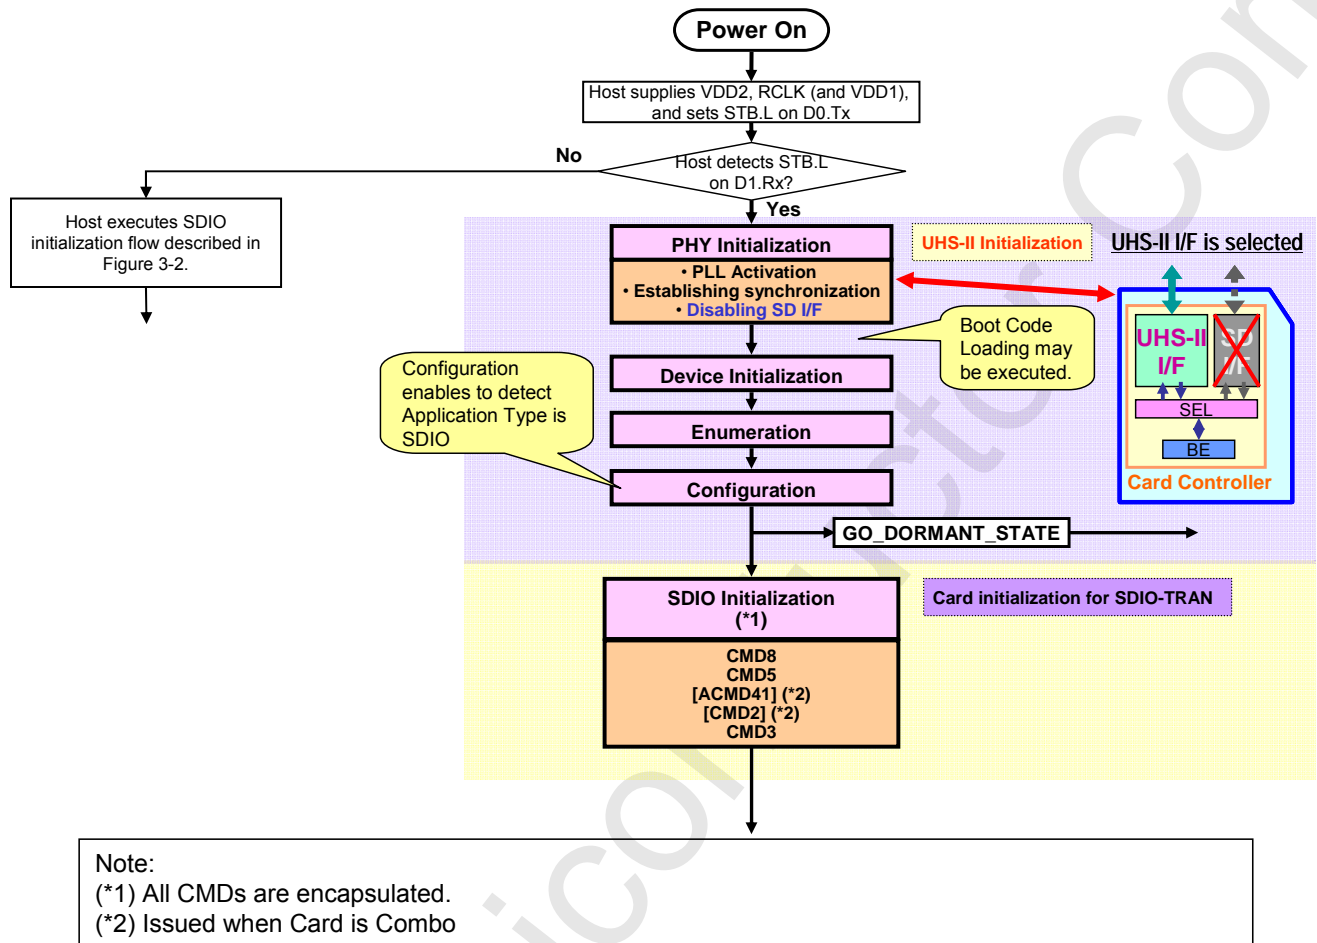 Power On
Host supplies VDD2, RCLK (and VDD1),
and sets STB.L on D0.Tx
No
Host detects STB.L
on D1.Rx?
Yes
Host executes SDIO
initialization flow described in
Figure 3-2.
PHY Initialization
• PLL Activation
• Establishing synchronization
• Disabling SD I/F
UHS-II Initialization
UHS-II I/F is selected
Boot Code
Loading may
be executed.
UHS-II
I/F
SD
I/F
SEL
BE
Card Controller
Configuration
enables to detect
Application Type is
SDIO
Device Initialization
Enumeration
Configuration
GO_DORMANT_STATE
SDIO Initialization
(*1)
Card initialization for SDIO-TRAN
CMD8
CMD5
[ACMD41] (*2)
[CMD2] (*2)
CMD3
Note:
(*1) All CMDs are encapsulated.
(*2) Issued when Card is Combo